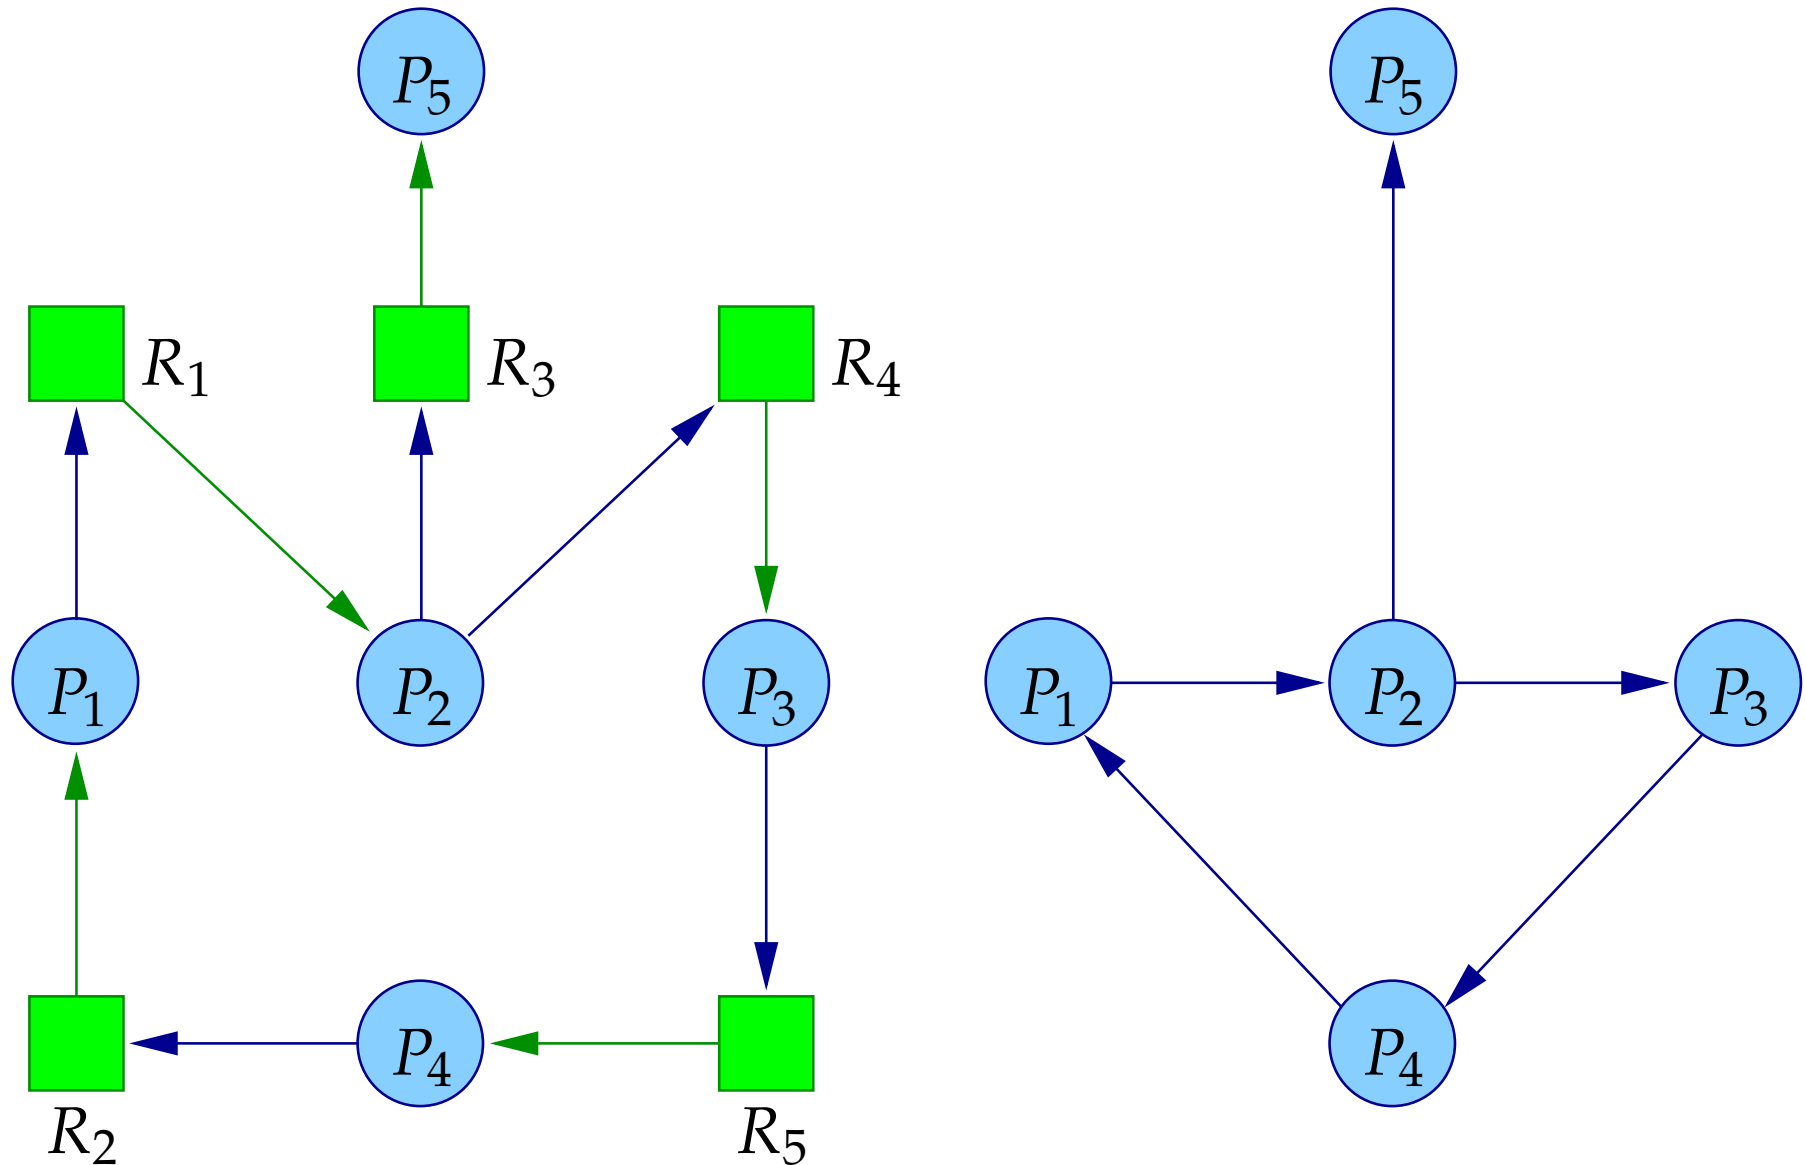 P₅ P₅
R₁ R₃ R₄
P₁ P₂ P₃ P₁ P₂ P₃
P₄ P₄
R₂ R₅